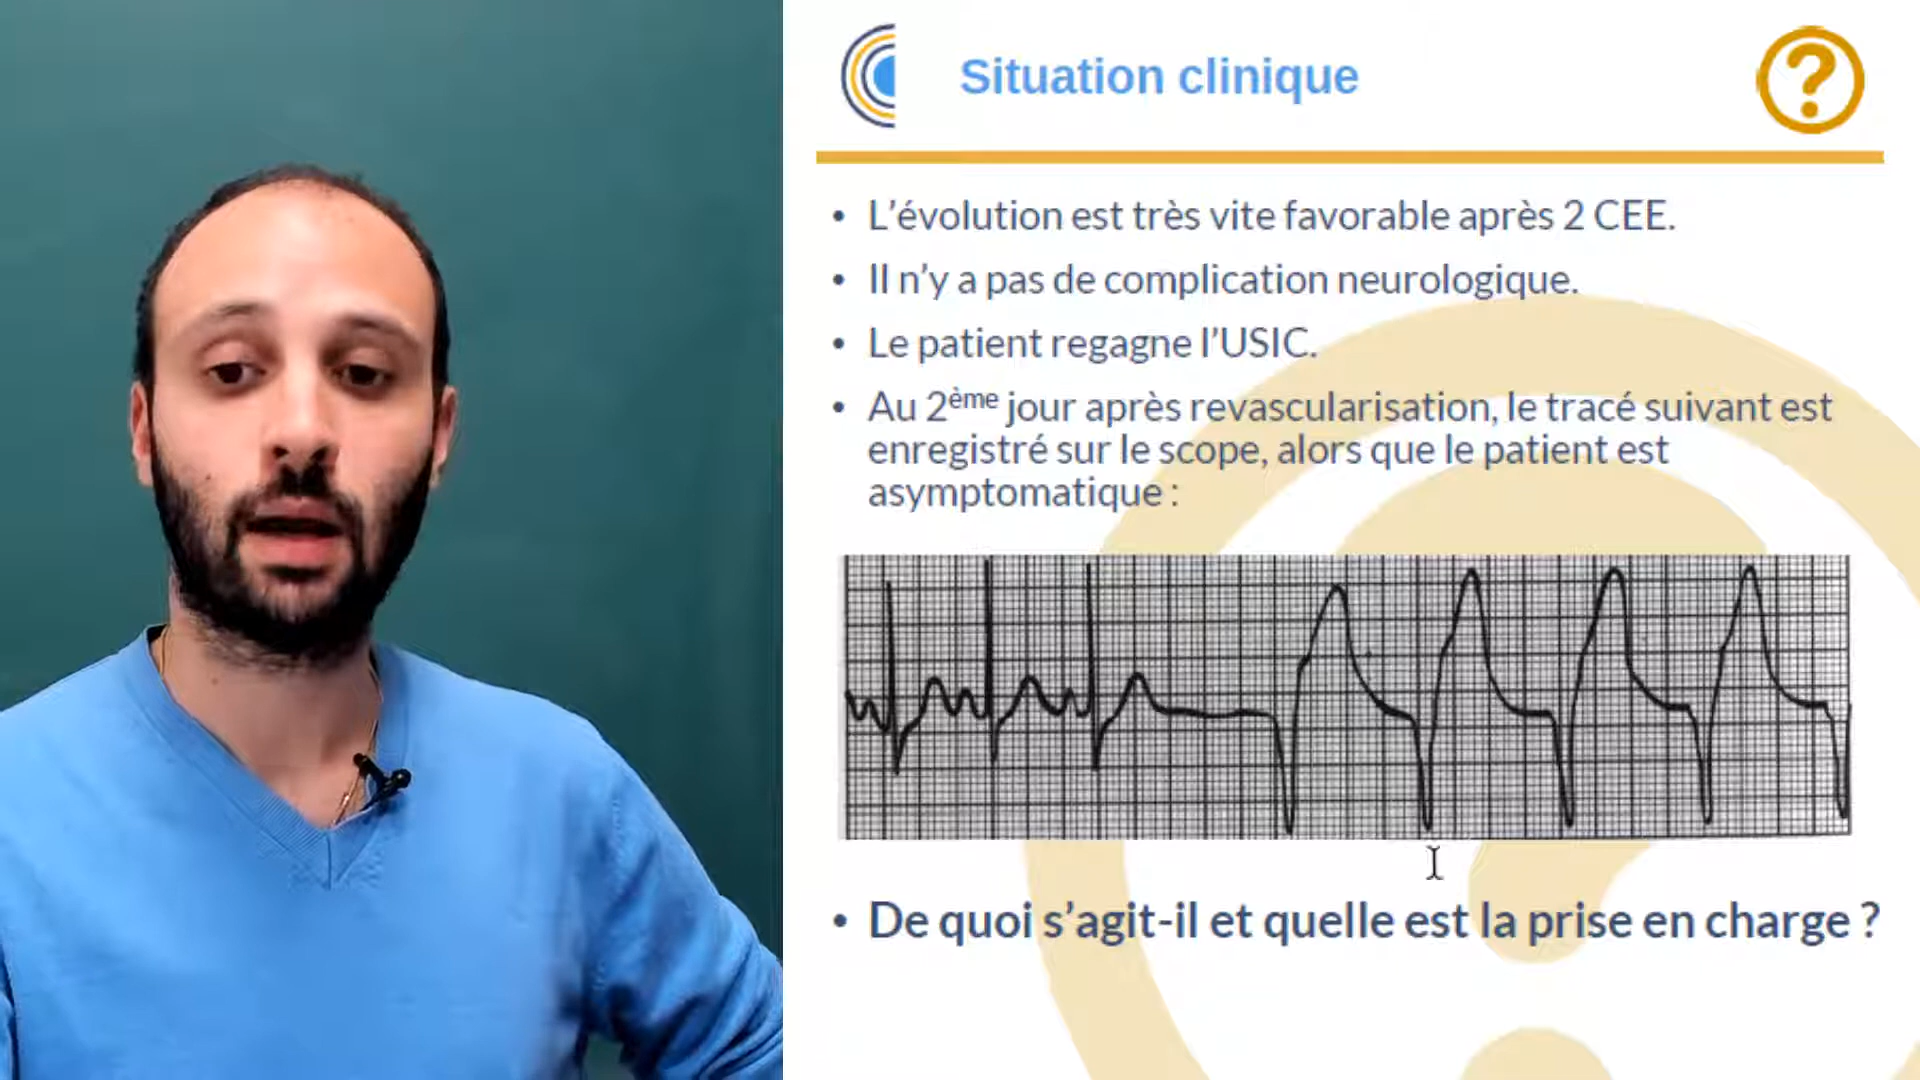 Situation clinique
• L'évolution est très vite favorable après 2 CEE.
• Il n'y a pas de complication neurologique.
• Le patient regagne l'USIC.
• Au 2ème jour après revascularisation, le tracé suivant est
enregistré sur le scope, alors que le patient est
asymptomatique :
• De quoi s'agit-il et quelle est la prise en charge ?